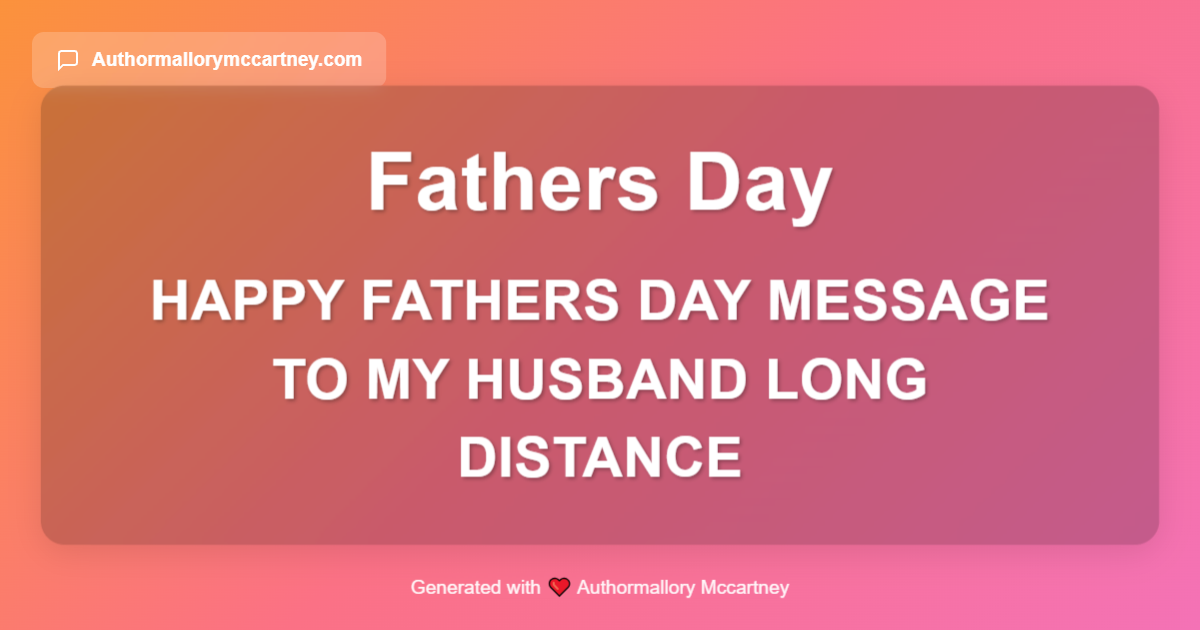 Authormallorymccartney.com
Fathers Day
HAPPY FATHERS DAY MESSAGE
TO MY HUSBAND LONG
DISTANCE
Generated with ❤️ Authormallory Mccartney